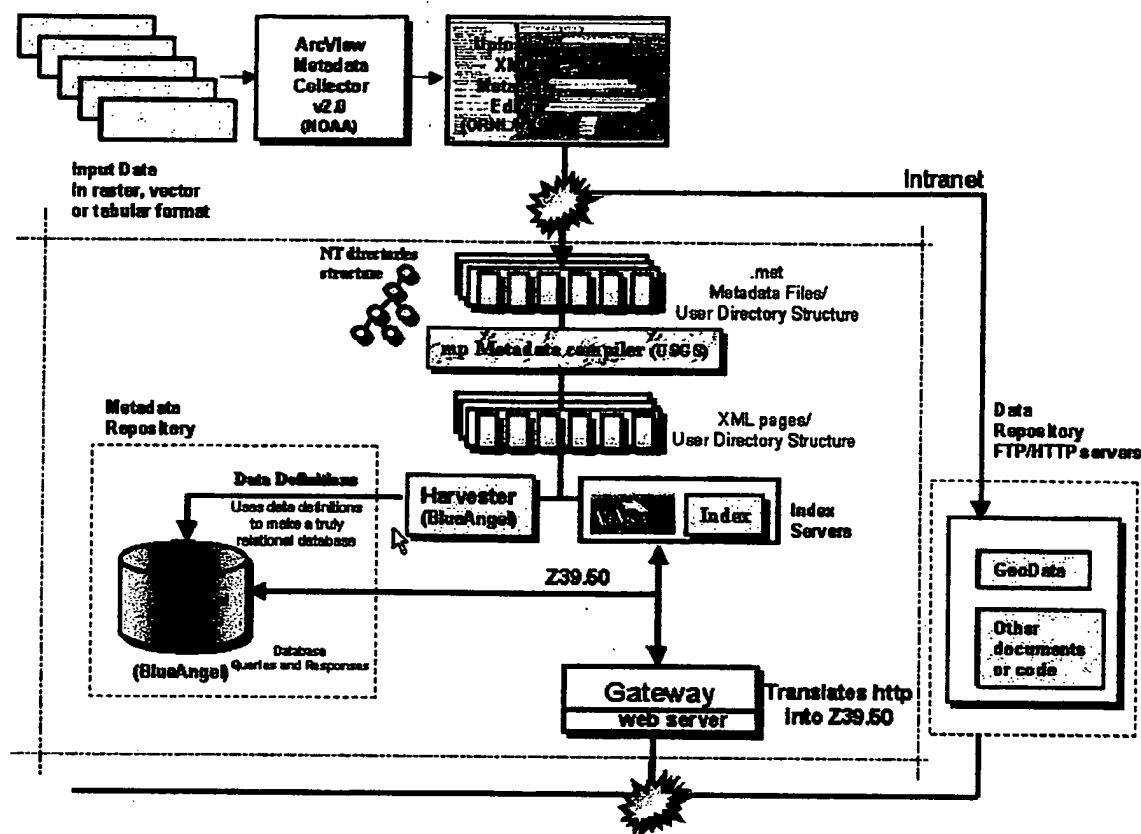 ArcView
Metadata
Collector
v2.0
(NOAA)
XML
Input Data
in raster, vector
or tabular format
Intranet
NT directories
structure
.met
Metadata Files/
User Directory Structure
mp Metadata compiler (USGS)
Metadata
Repository
XML pages/
User Directory Structure
Data
Repository
FTP/HTTP servers
Data Definitions
Uses data definitions
to make a truly
relational database
Harvester
(BlueAngel)
Index
Index
Servers
Z39.50
GeoData
Other
documents
or code
Database
Queries and Responses
(BlueAngel)
Gateway
web server
Translates http
into Z39.50